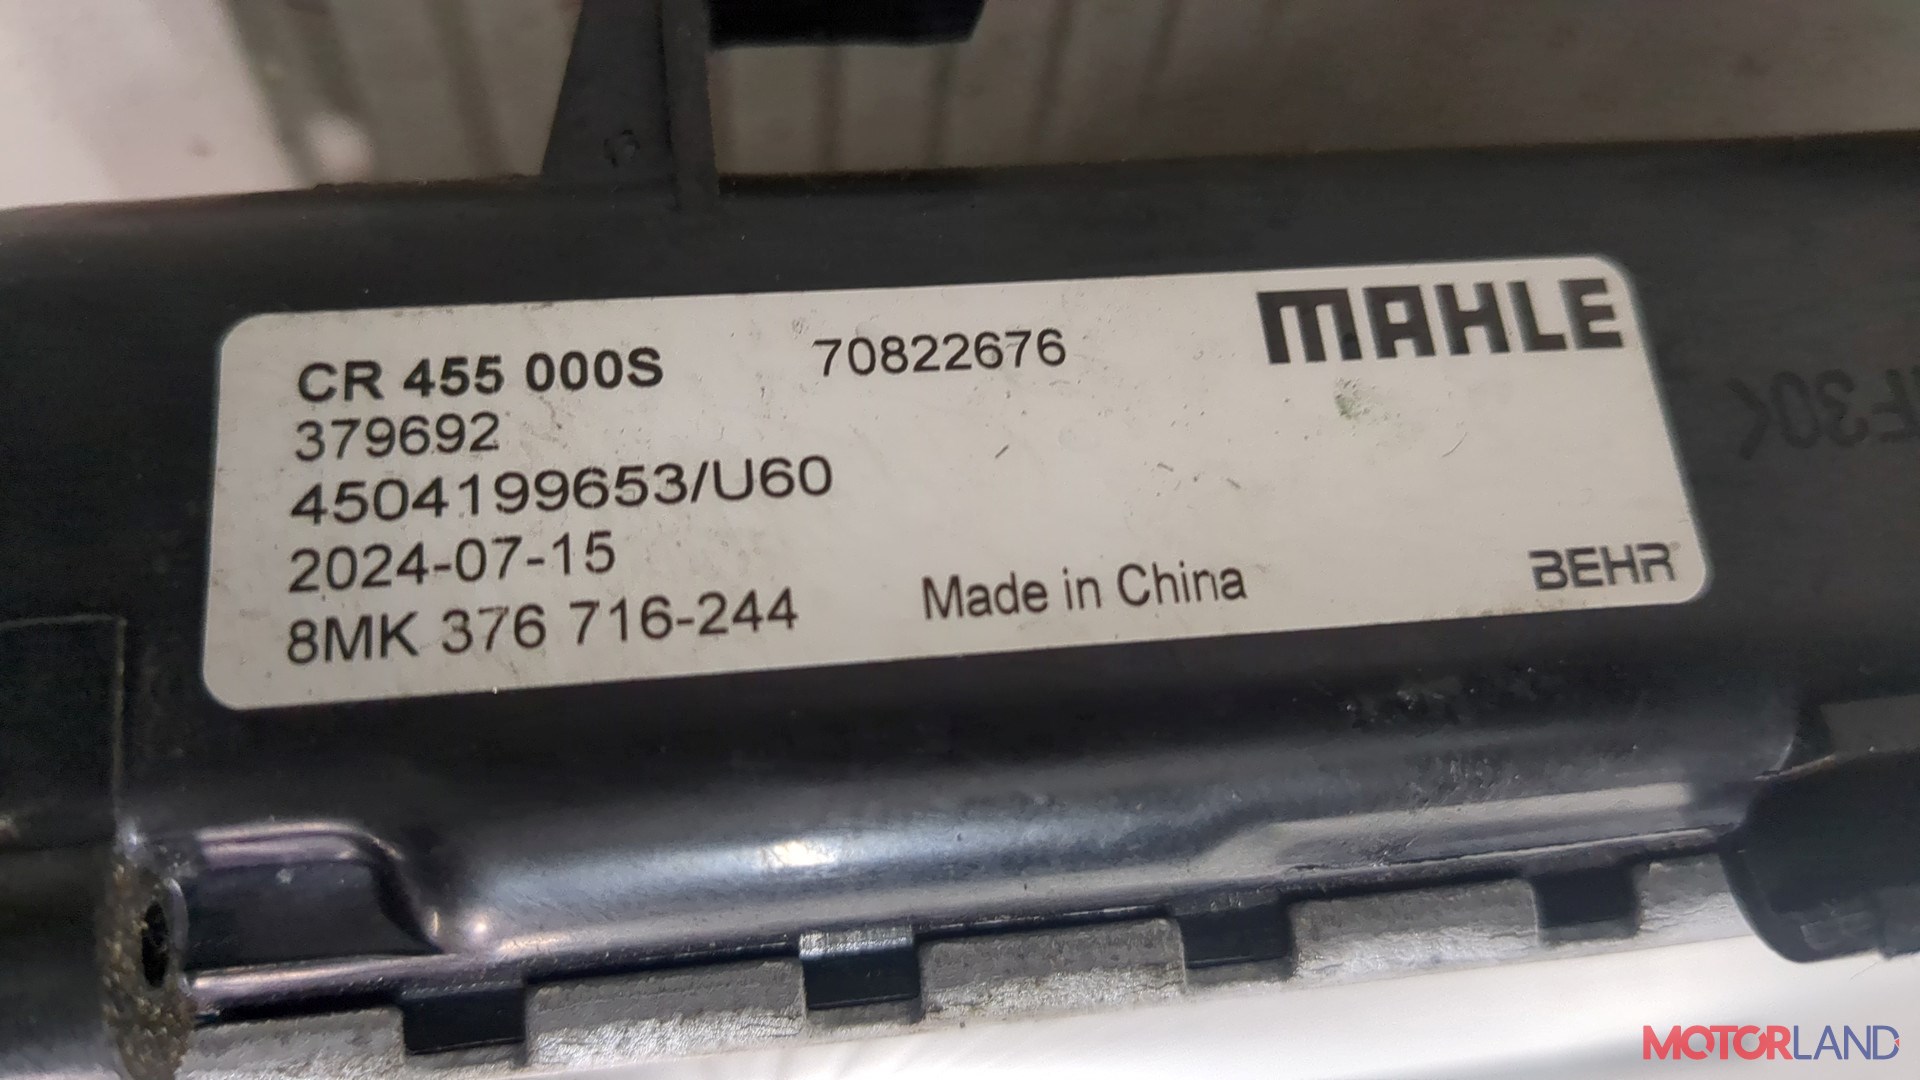 CR 455 000S 70822676 MAHLE
379692
4504199653/U60
2024-07-15
8MK 376 716-244 Made in China BEHR
MOTORLAND